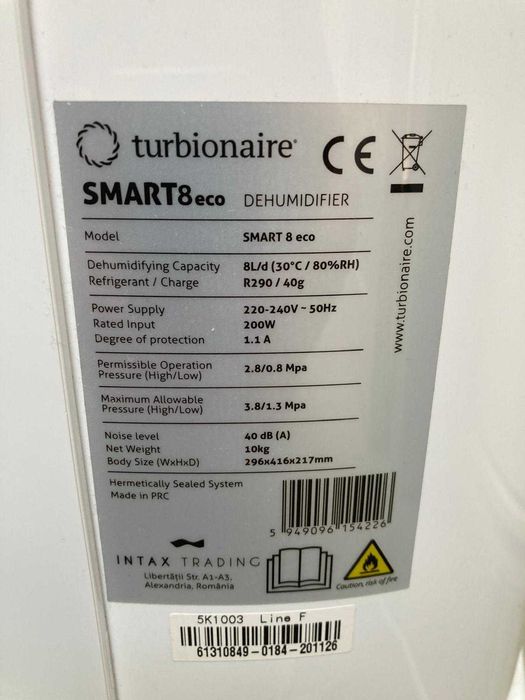 turbionaire®
CE
SMART8eco DEHUMIDIFIER
Model SMART 8 eco
Dehumidifying Capacity 8L/d (30°C / 80%RH)
Refrigerant / Charge R290 / 40g
Power Supply 220-240V ~ 50Hz
Rated Input 200W
Degree of protection 1.1 A
Permissible Operation
Pressure (High/Low) 2.8/0.8 Mpa
Maximum Allowable
Pressure (High/Low) 3.8/1.3 Mpa
Noise level 40 dB (A)
Net Weight 10kg
Body Size (WxHxD) 296x416x217mm
Hermetically Sealed System
Made in PRC
www.turbionaire.com
5 949096 154226
INTAX TRADING
Libertății Str. A1-A3,
Alexandria, România
Caution, risk of fire
5K1003 Line F
61310849-0184-201126